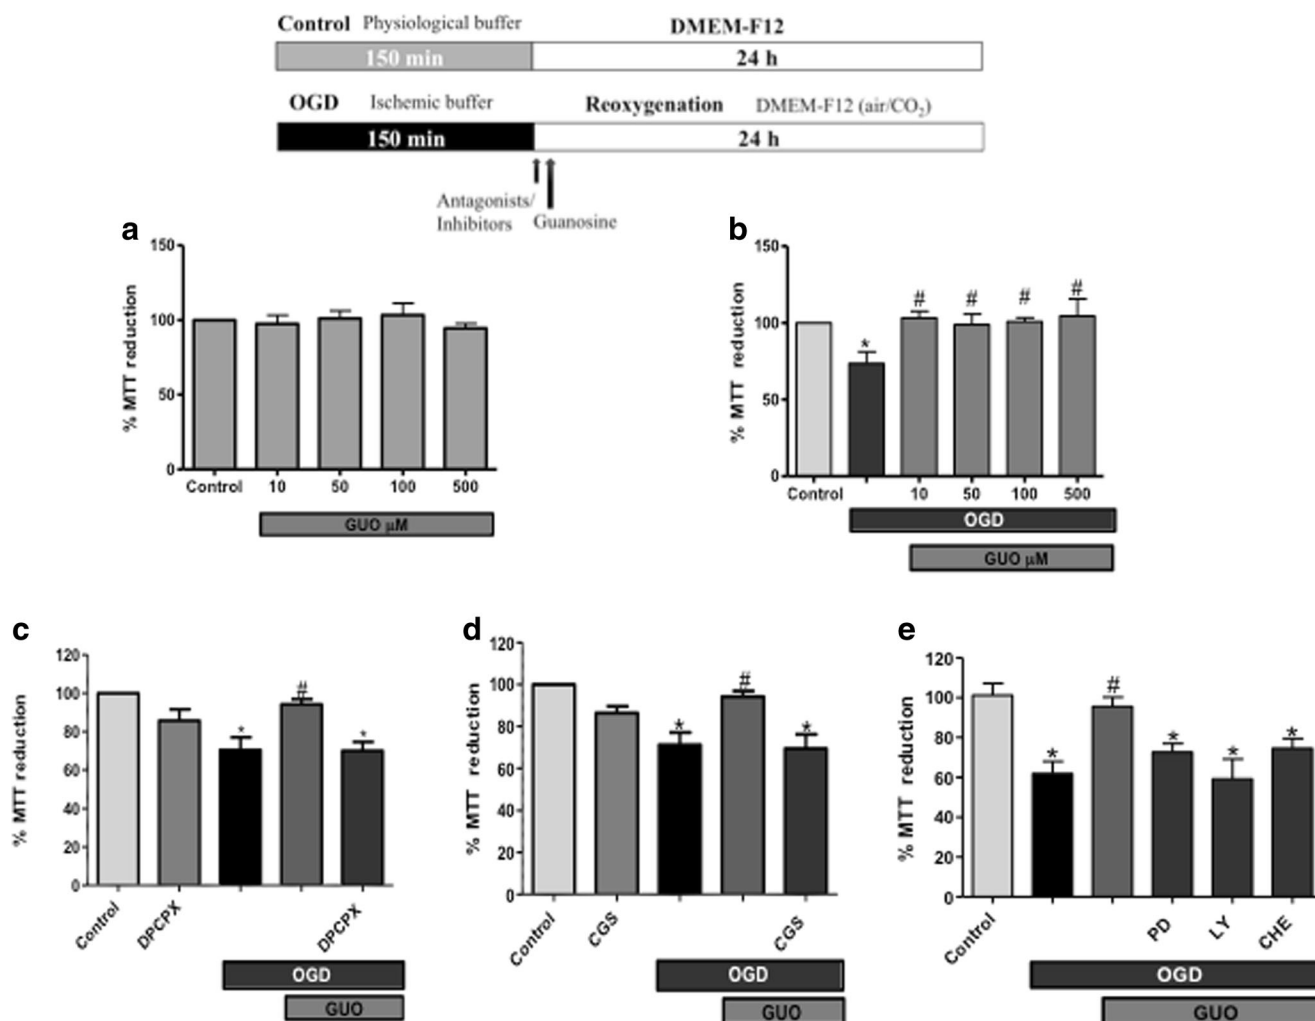 Control Physiological buffer DMEM-F12
150 min 24 h
OGD Ischemic buffer Reoxygenation DMEM-F12 (air/CO₂)
150 min 24 h
Antagonists/
Inhibitors Guanosine
a
% MTT reduction
150
100
50
0
Control 10 50 100 500
GUO µM
b
% MTT reduction
150
100
50
0
# # # #
*
Control 10 50 100 500
OGD
GUO µM
c
% MTT reduction
120
100
80
60
40
20
0
* # *
Control DPCPX DPCPX
OGD
GUO
d
% MTT reduction
120
100
80
60
40
20
0
* # *
Control CGS CGS
OGD
GUO
e
% MTT reduction
120
100
80
60
40
20
0
* # * * *
Control PD LY CHE
OGD
GUO